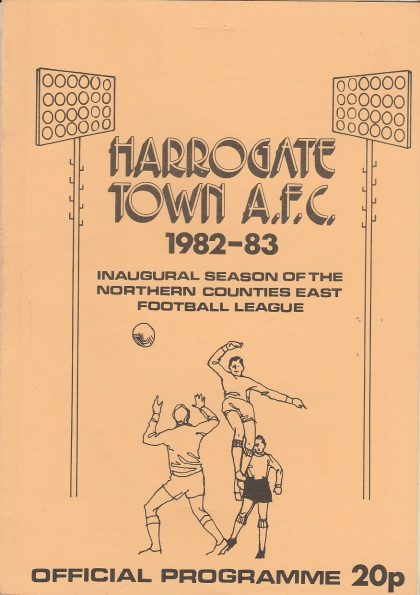 HARROGATE
TOWN A.F.C.
1982-83
INAUGURAL SEASON OF THE
NORTHERN COUNTIES EAST
FOOTBALL LEAGUE
OFFICIAL PROGRAMME 20p